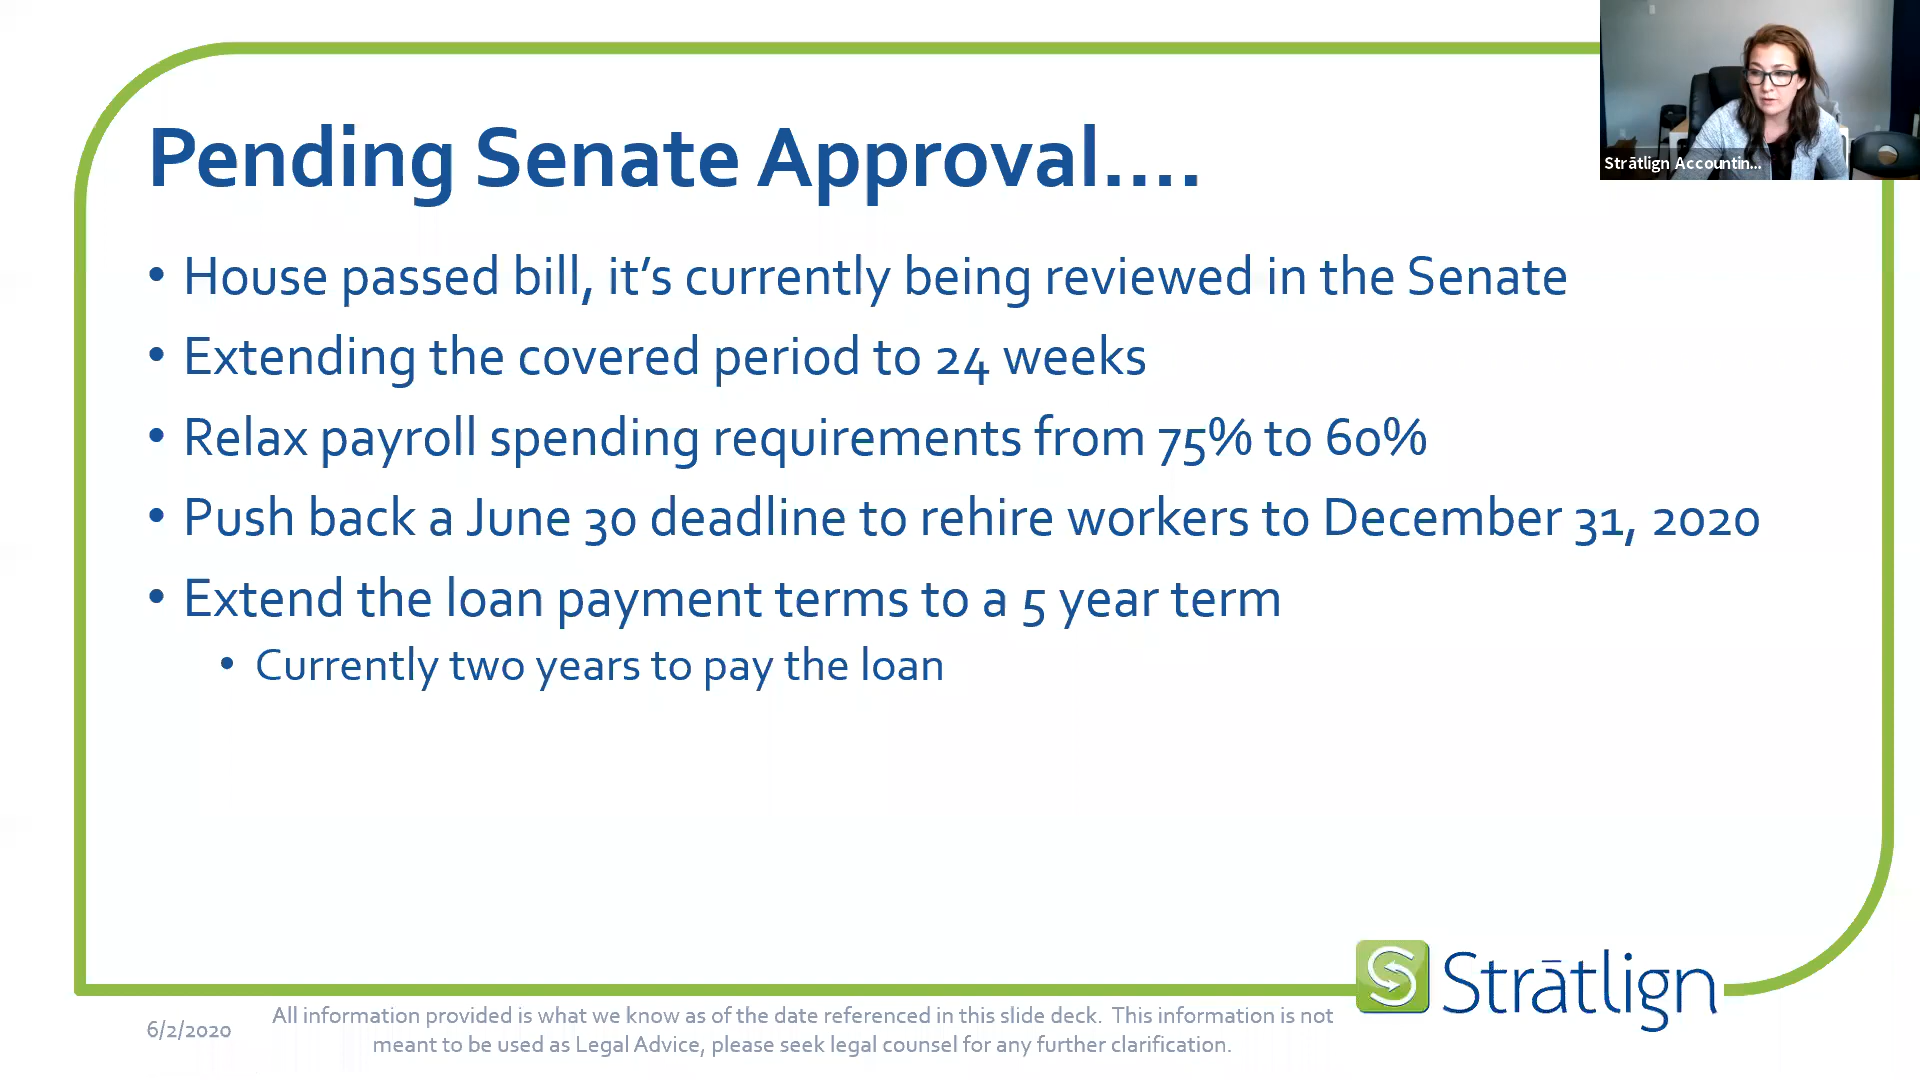 Pending Senate Approval....
Strātlign Accountin...
• House passed bill, it’s currently being reviewed in the Senate
• Extending the covered period to 24 weeks
• Relax payroll spending requirements from 75% to 60%
• Push back a June 30 deadline to rehire workers to December 31, 2020
• Extend the loan payment terms to a 5 year term
• Currently two years to pay the loan
S Strātlign
6/2/2020
All information provided is what we know as of the date referenced in this slide deck. This information is not
meant to be used as Legal Advice, please seek legal counsel for any further clarification.